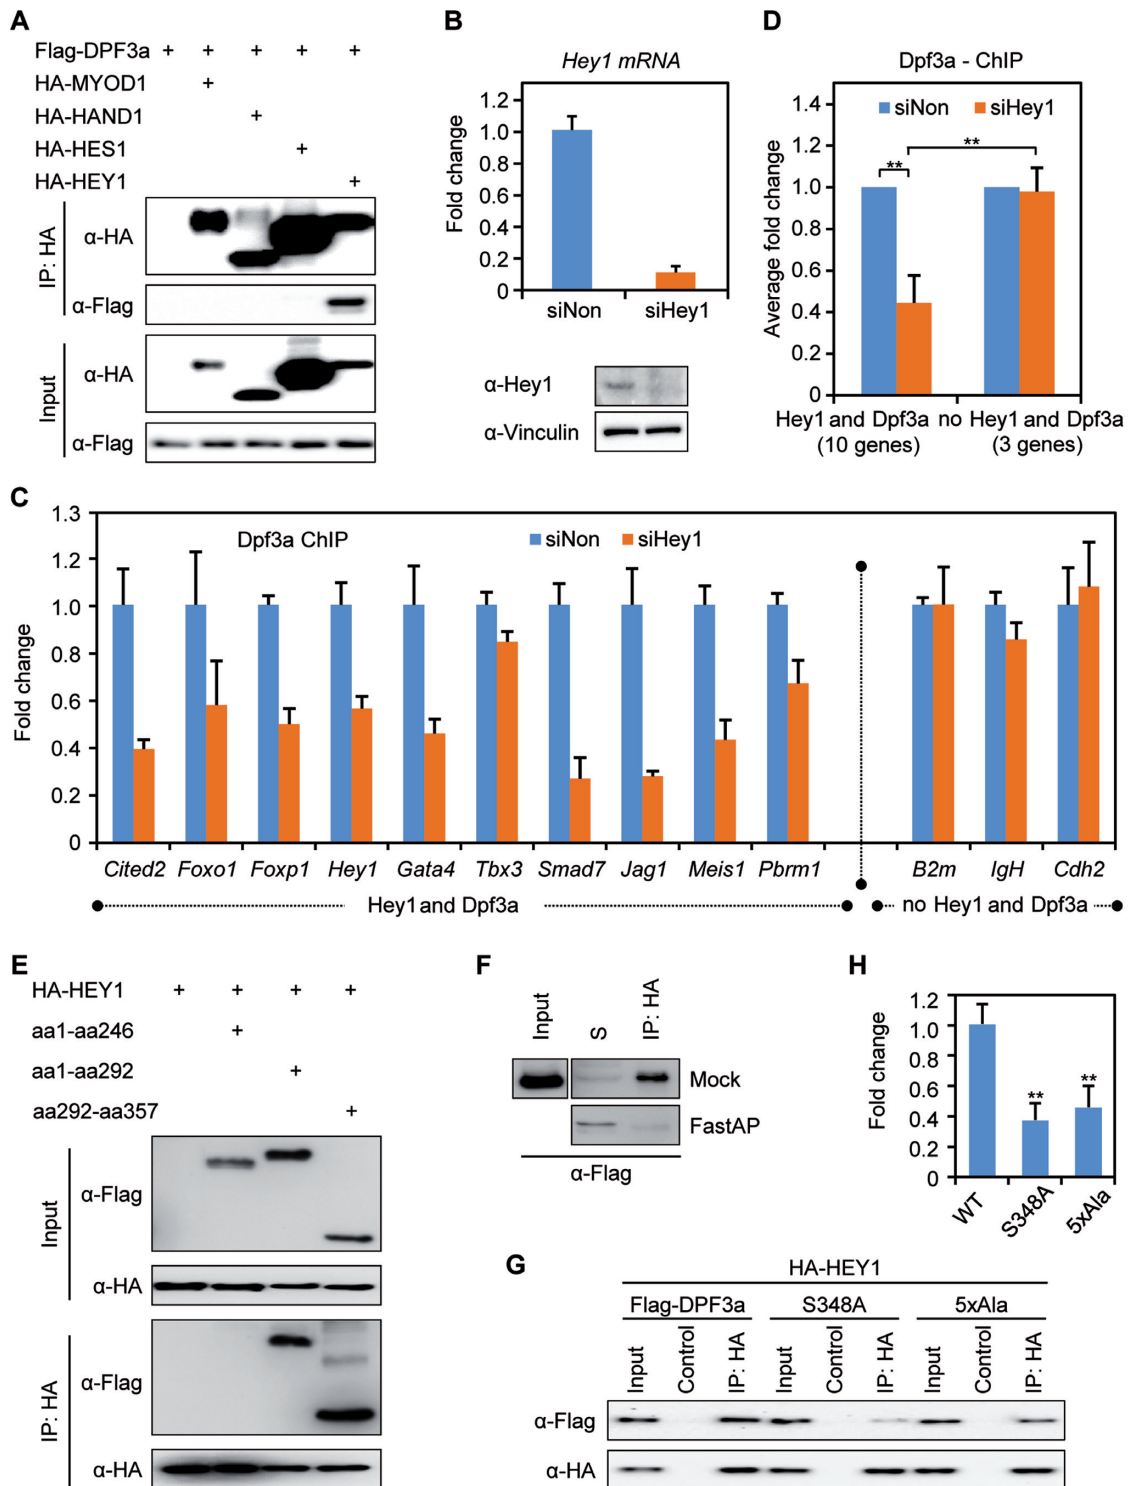 A
Flag-DPF3a + + + + +
HA-MYOD1 +
HA-HAND1 +
HA-HES1 +
HA-HEY1 +
IP: HA
α-HA
α-Flag
Input
α-HA
α-Flag
B
Hey1 mRNA
Fold change
1.2
1.0
0.8
0.6
0.4
0.2
0
siNon siHey1
α-Hey1
α-Vinculin
D
Dpf3a - ChIP
siNon siHey1
Average fold change
1.4
1.2
1.0
0.8
0.6
0.4
0.2
0
** **
Hey1 and Dpf3a no Hey1 and Dpf3a
(10 genes) (3 genes)
C
Dpf3a ChIP siNon siHey1
Fold change
1.3
1.2
1.0
0.8
0.6
0.4
0.2
0
Cited2 Foxo1 Foxp1 Hey1 Gata4 Tbx3 Smad7 Jag1 Meis1 Pbrm1 B2m IgH Cdh2
Hey1 and Dpf3a no Hey1 and Dpf3a
E
HA-HEY1 + + + +
aa1-aa246 +
aa1-aa292 +
aa292-aa357 +
Input
α-Flag
α-HA
IP: HA
α-Flag
α-HA
F
Input S IP: HA
Mock
FastAP
α-Flag
H
Fold change
1.2
1.0
0.8
0.6
0.4
0.2
0
** **
WT S348A 5xAla
G
HA-HEY1
Flag-DPF3a S348A 5xAla
Input Control IP: HA Input Control IP: HA Input Control IP: HA
α-Flag
α-HA